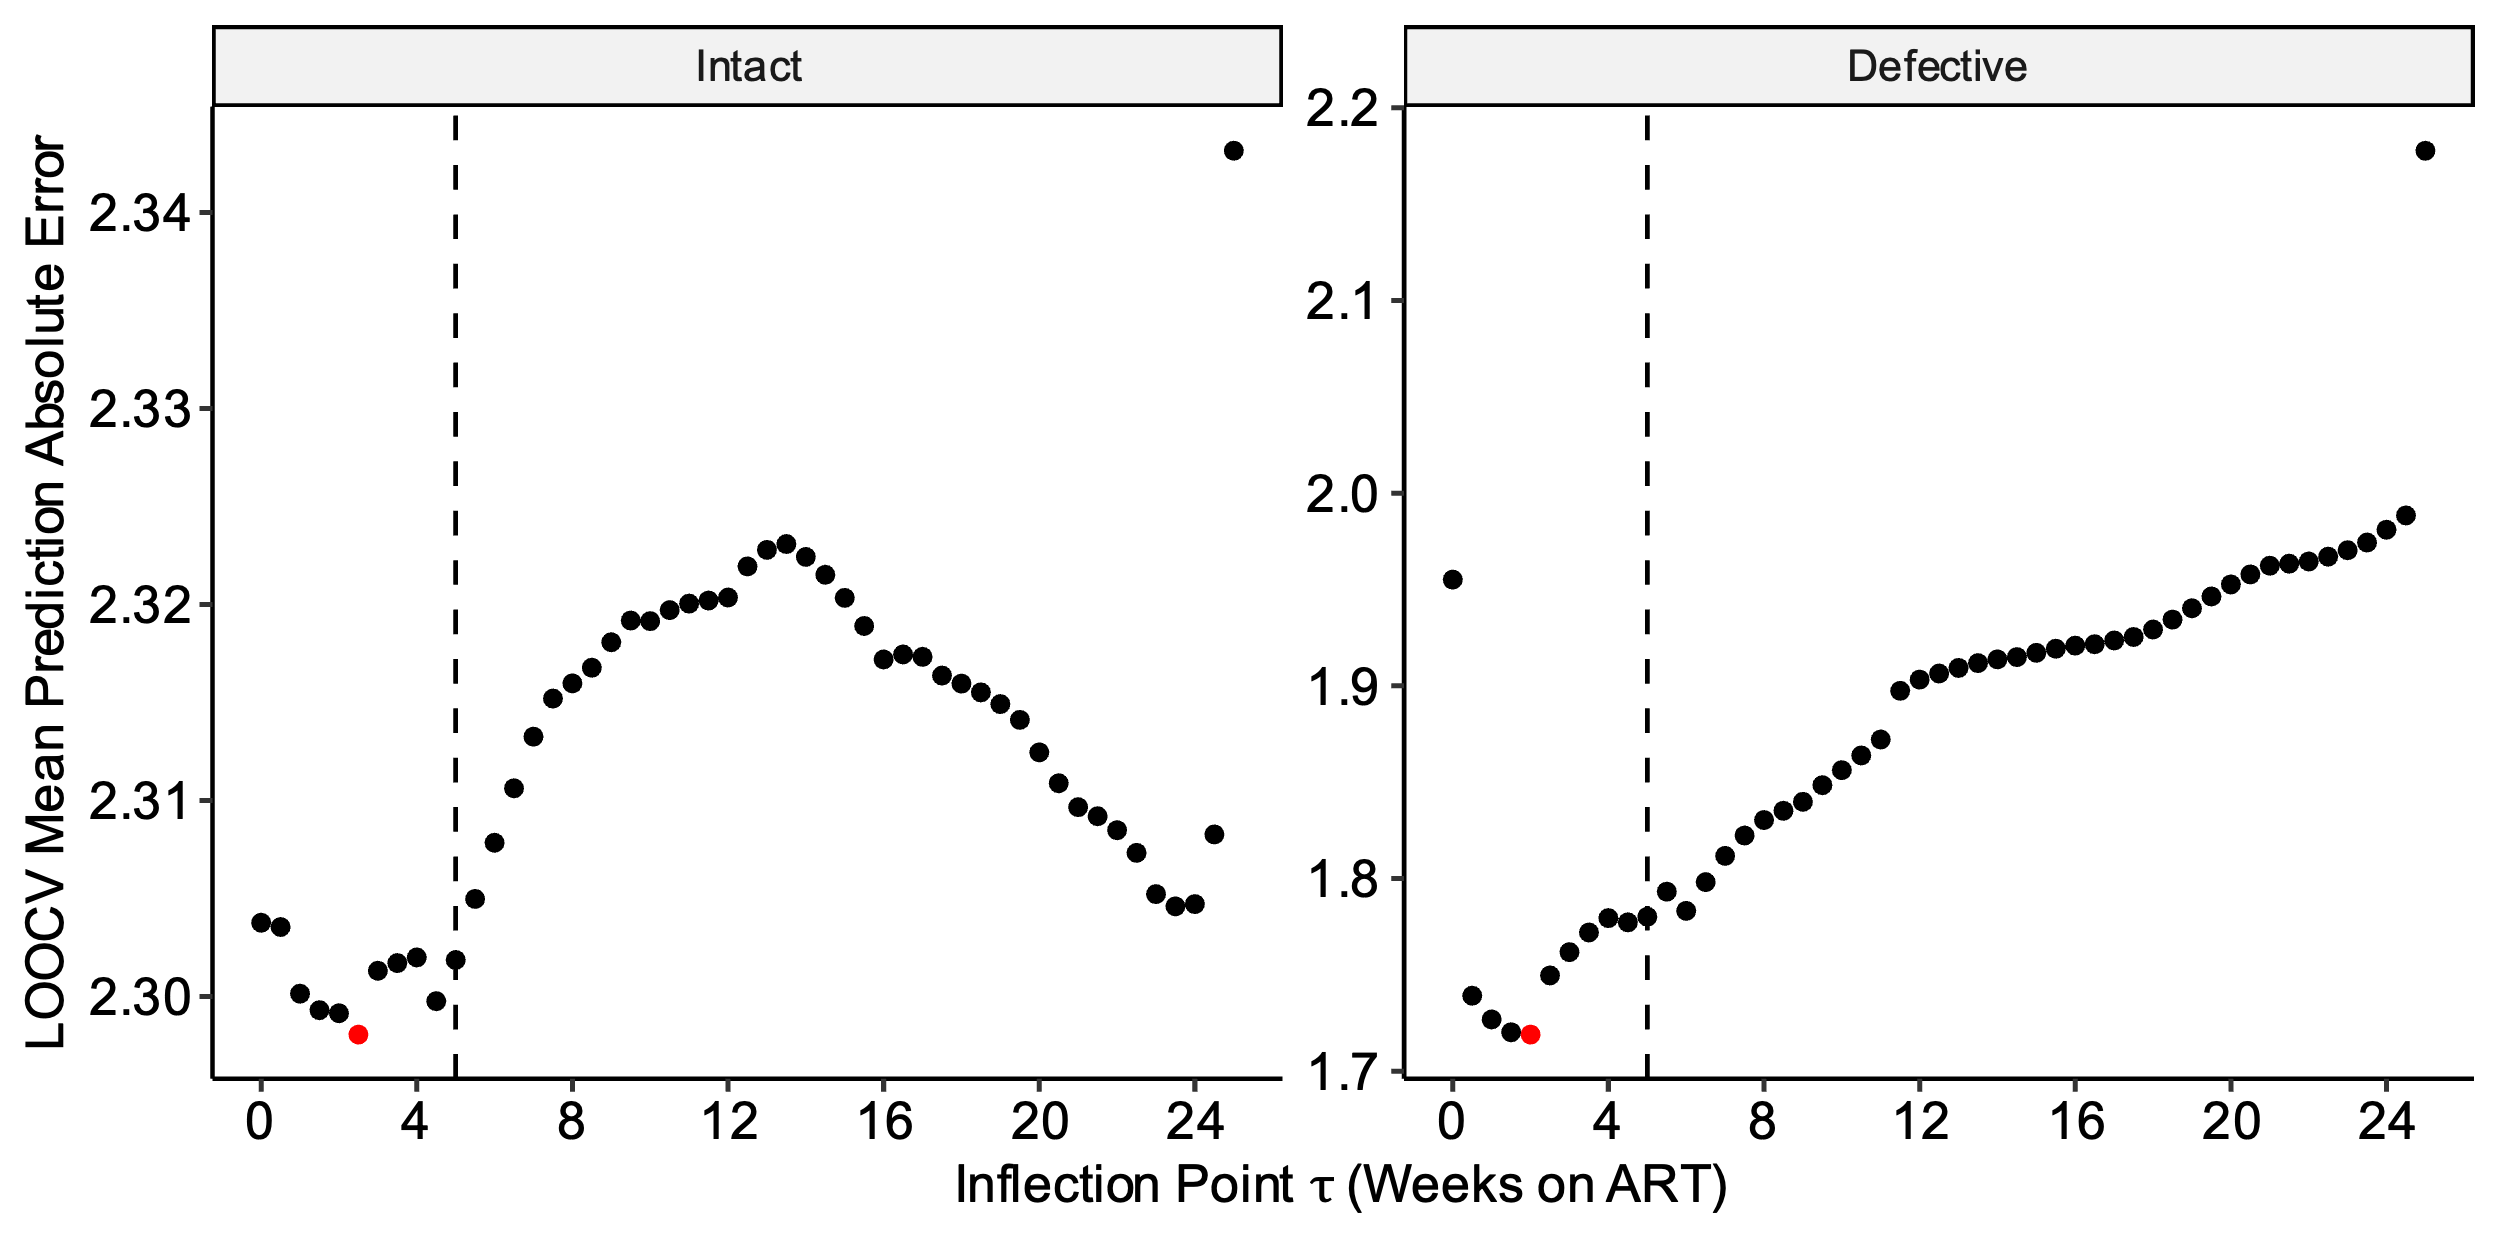 Intact
Defective
LOOCV Mean Prediction Absolute Error
2.34
2.33
2.32
2.31
2.30
2.2
2.1
2.0
1.9
1.8
1.7
0 4 8 12 16 20 24
0 4 8 12 16 20 24
Inflection Point τ (Weeks on ART)